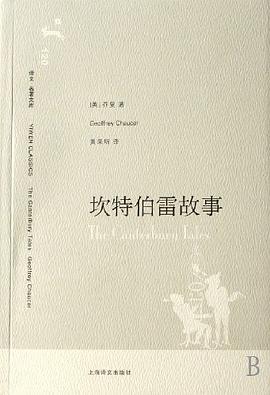 120
译文·名著文库
YIWEN CLASSICS
The Canterbury Tales
Geoffrey Chaucer
[英] 乔叟 著
Geoffrey Chaucer
黄杲炘 译
坎特伯雷故事
The Canterbury Tales
上海译文出版社
B